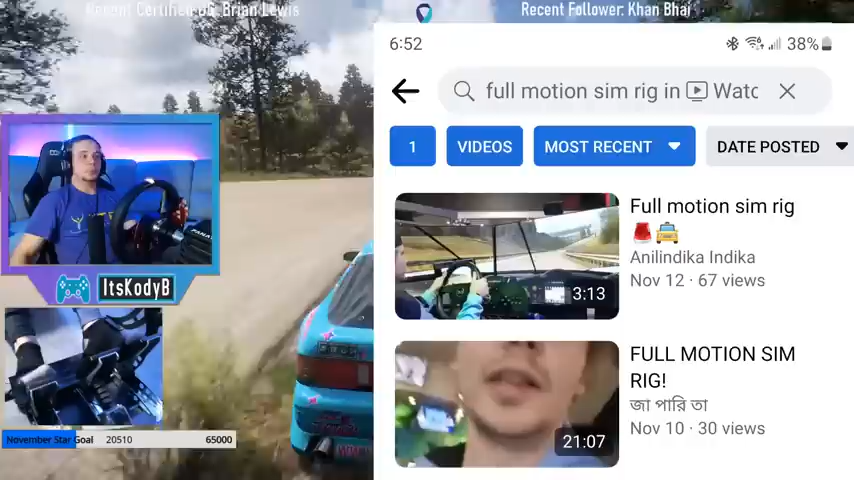 Recent Certified OG: Brian Lewis
Recent Follower: Khan Bhai
6:52
38%
full motion sim rig in Watc
1
VIDEOS
MOST RECENT
DATE POSTED
Full motion sim rig
Anilindika Indika
Nov 12 · 67 views
3:13
FULL MOTION SIM
RIG!
জা পারি তা
Nov 10 · 30 views
21:07
ItsKodyB
November Star Goal 20510 65000